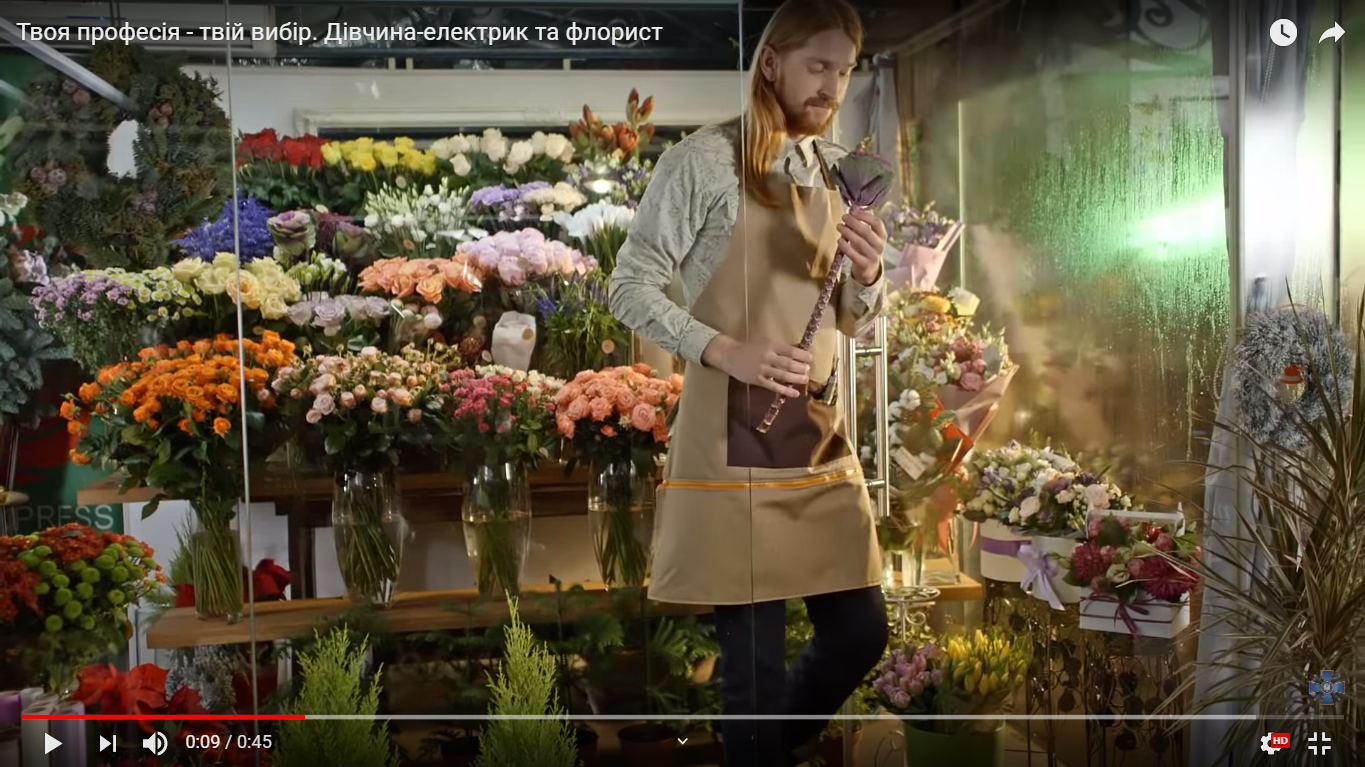 Твоя професія - твій вибір. Дівчина-електрик та флорист
PRESS
0:09 / 0:45
HD